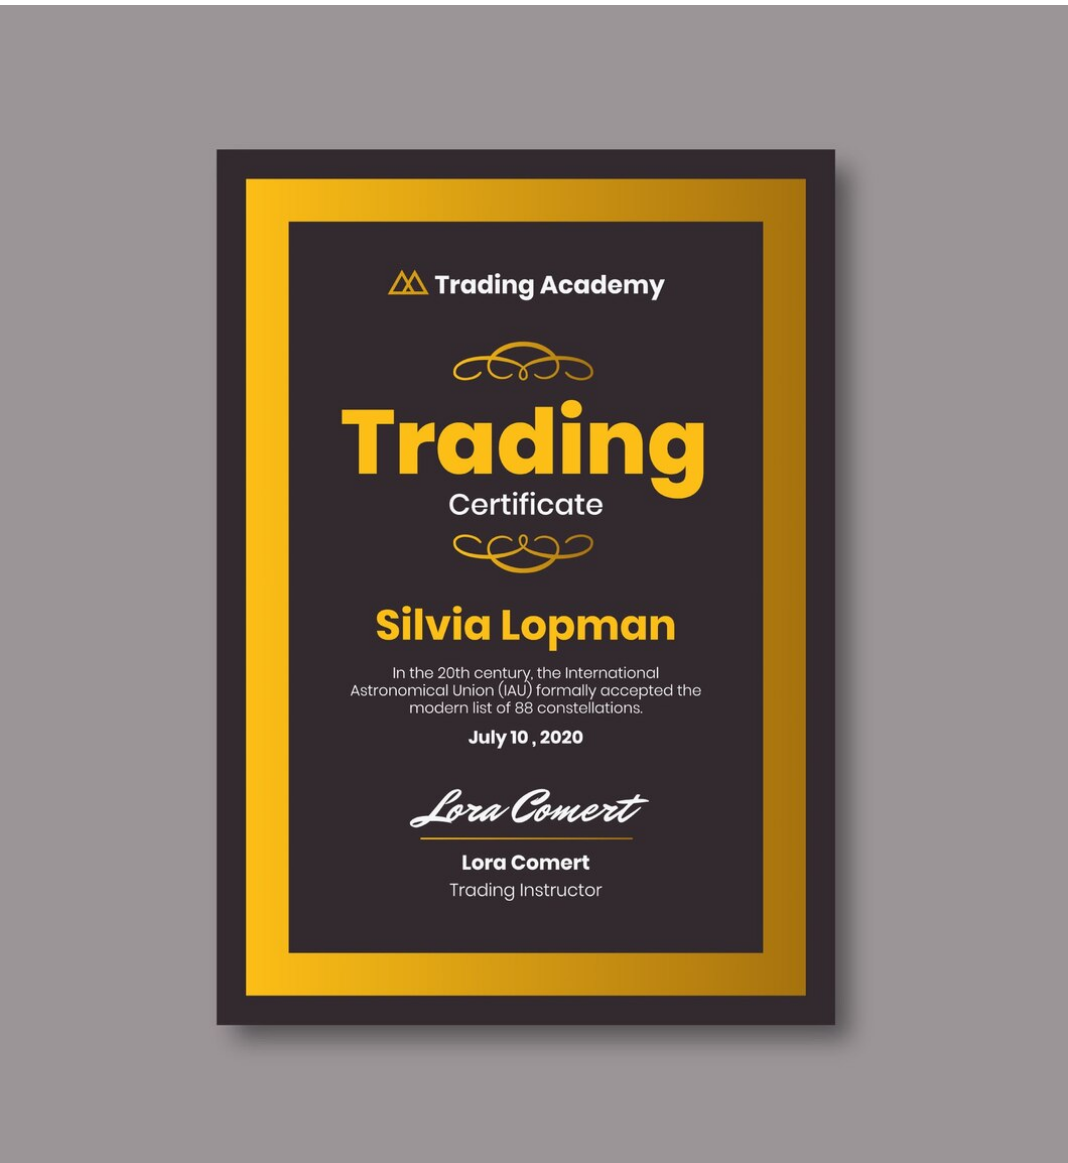 Trading Academy
Trading
Certificate
Silvia Lopman
In the 20th century, the International
Astronomical Union (IAU) formally accepted the
modern list of 88 constellations.
July 10 , 2020
Lora Comert
Lora Comert
Trading Instructor